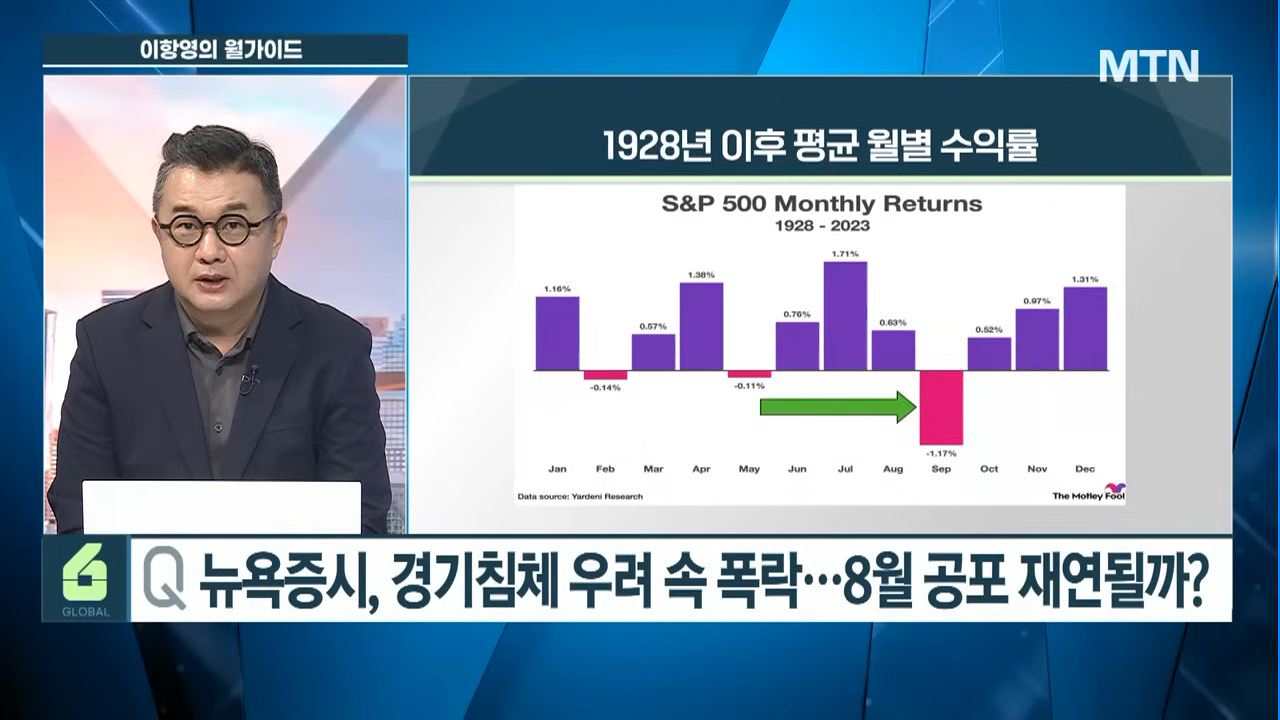 이항영의 월가이드
MTN
1928년 이후 평균 월별 수익률
S&P 500 Monthly Returns
1928 - 2023
1.16%
-0.14%
0.57%
1.38%
-0.11%
0.76%
1.71%
0.63%
-1.17%
0.52%
0.97%
1.31%
Jan Feb Mar Apr May Jun Jul Aug Sep Oct Nov Dec
Data source: Yardeni Research
The Motley Fool
6 GLOBAL
Q 뉴욕증시, 경기침체 우려 속 폭락…8월 공포 재연될까?